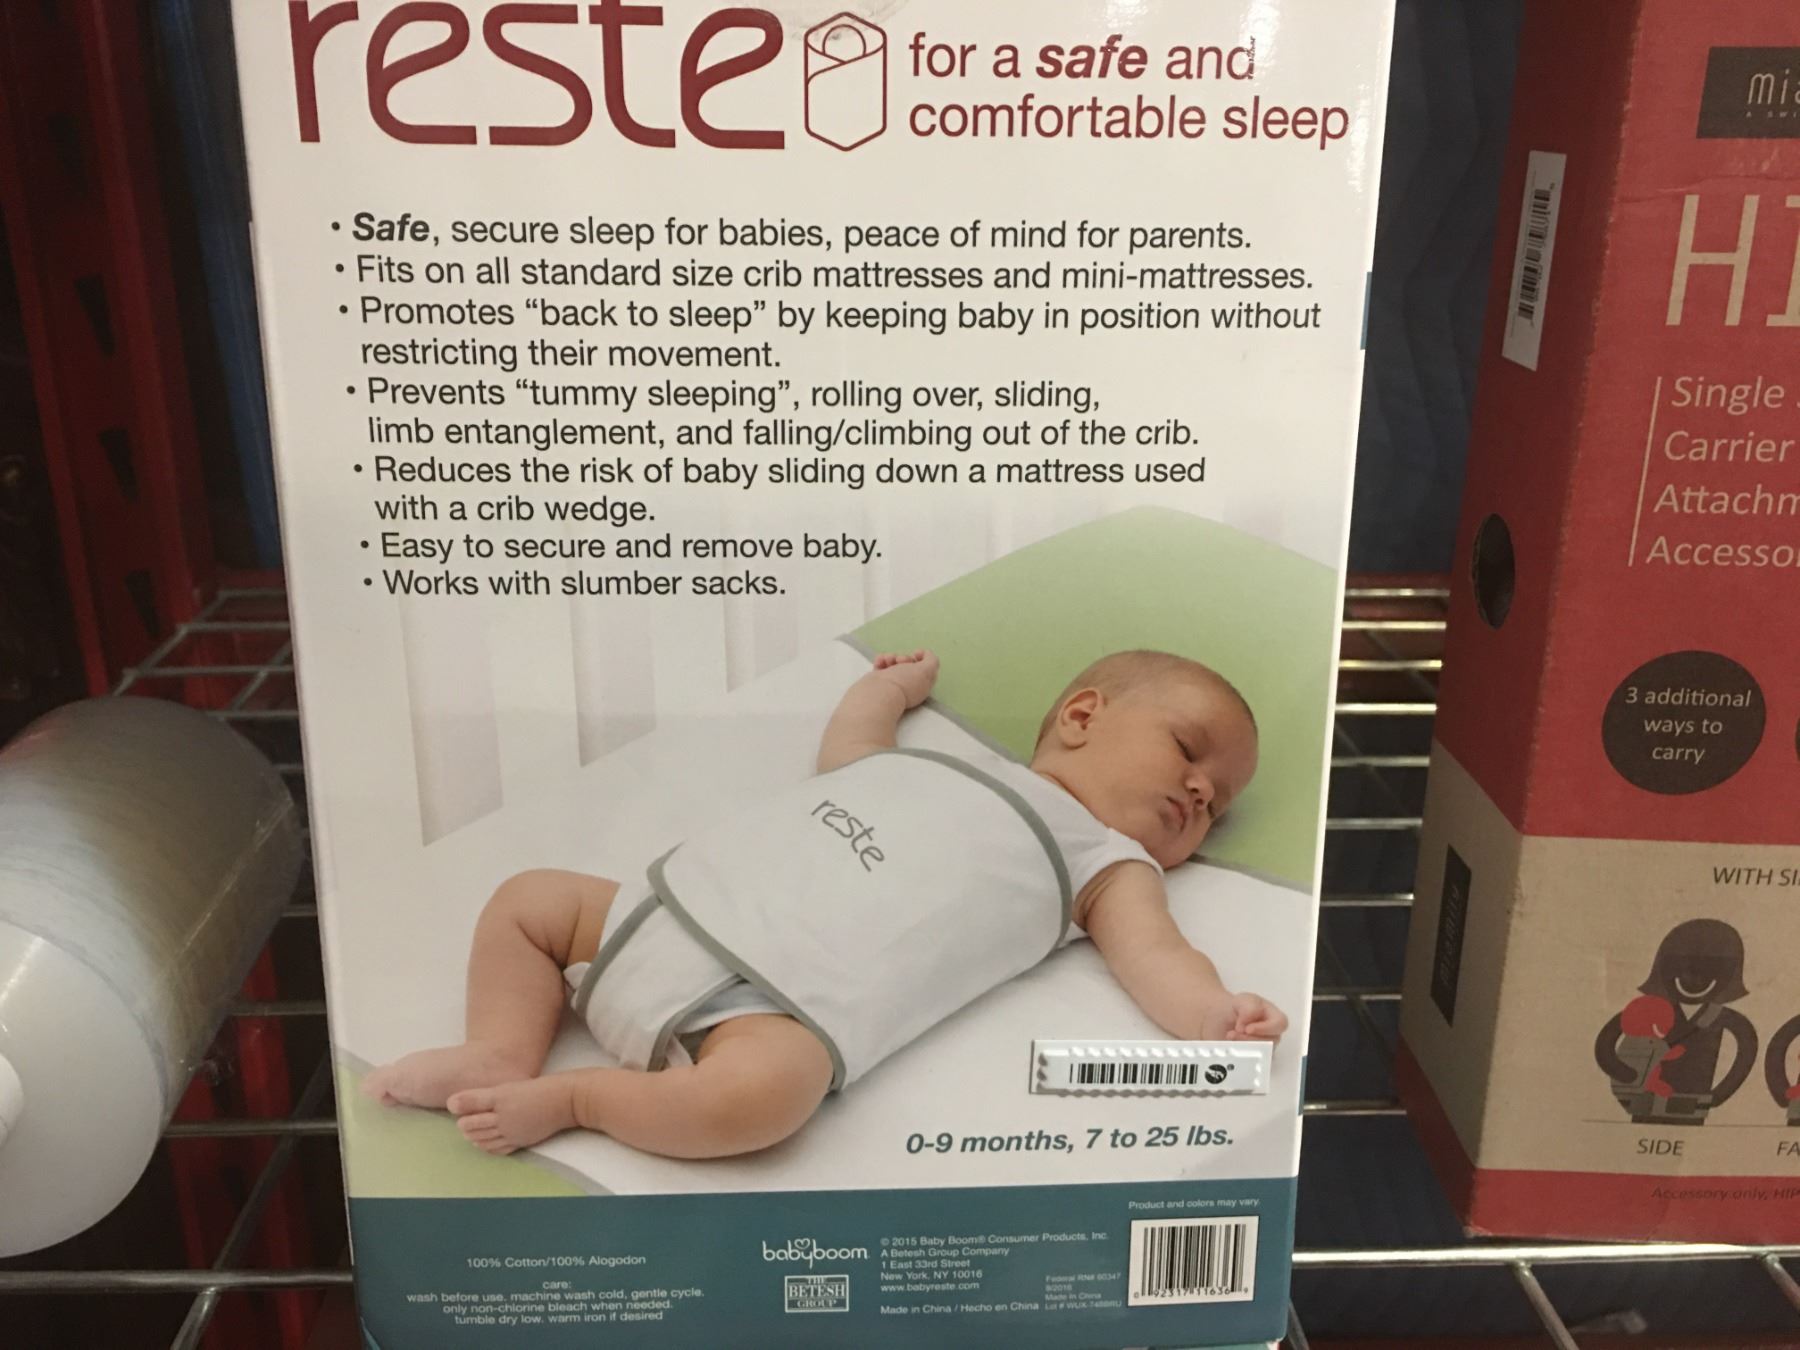 reste for a safe and
comfortable sleep
• Safe, secure sleep for babies, peace of mind for parents.
• Fits on all standard size crib mattresses and mini-mattresses.
• Promotes “back to sleep” by keeping baby in position without
restricting their movement.
• Prevents “tummy sleeping”, rolling over, sliding,
limb entanglement, and falling/climbing out of the crib.
• Reduces the risk of baby sliding down a mattress used
with a crib wedge.
• Easy to secure and remove baby.
• Works with slumber sacks.
reste
0-9 months, 7 to 25 lbs.
Product and colors may vary.
100% Cotton/100% Alogodon
care:
wash before use. machine wash cold, gentle cycle.
only non-chlorine bleach when needed.
tumble dry low. warm iron if desired
babyboom
THE
BETESH
GROUP
© 2015 Baby Boom® Consumer Products, Inc.
A Betesh Group Company
1 East 33rd Street
New York, NY 10016
www.babyreste.com
Made in China / Hecho en China
Federal RN# 60347
9/2016
Made in China
Single
Carrier
3 additional
ways to
carry
WITH
SIDE
Accessory only,